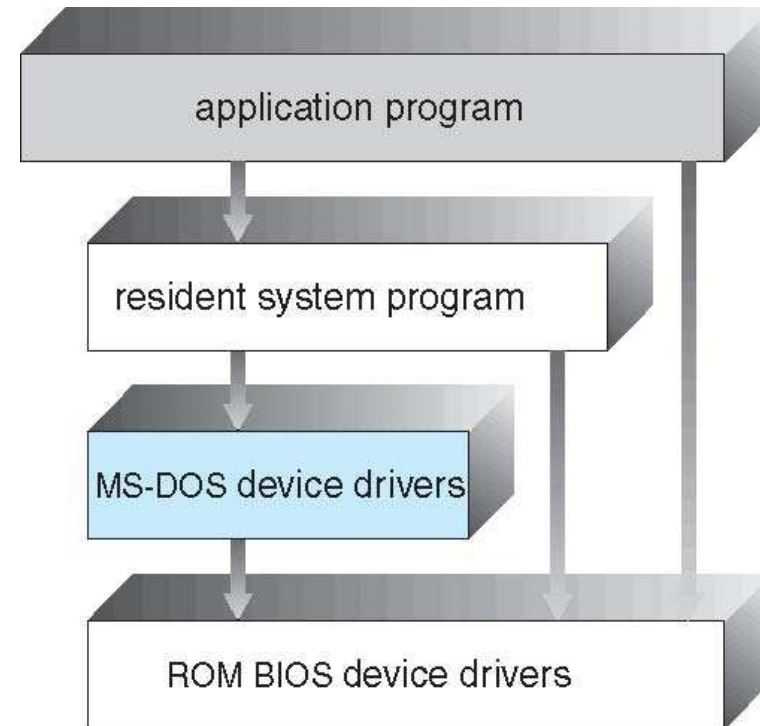 application program
resident system program
MS-DOS device drivers
ROM BIOS device drivers